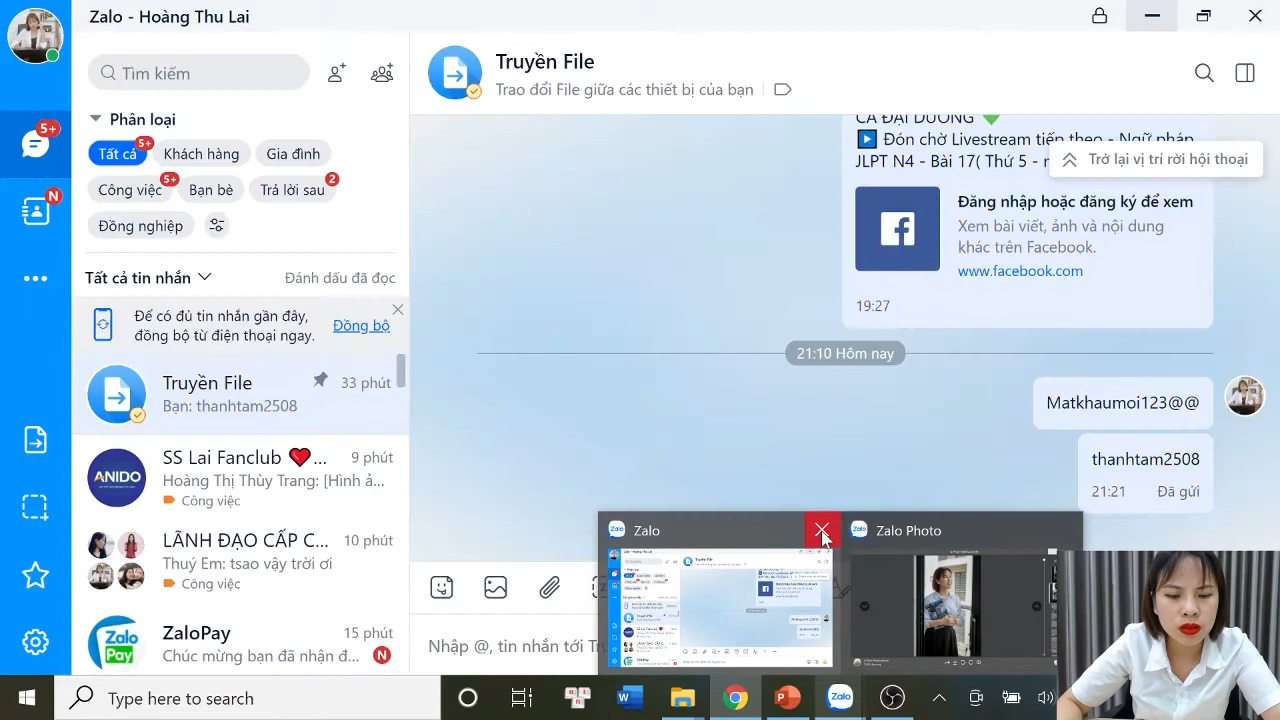 Zalo - Hoàng Thu Lai
Tìm kiếm
Phân loại
Tất cả 5+
Khách hàng
Gia đình
Công việc 5+
Bạn bè
Trả lời sau 2
Đồng nghiệp
Tất cả tin nhắn
Đánh dấu đã đọc
Để có đủ tin nhắn gần đây,
đồng bộ từ điện thoại ngay.
Đồng bộ
Truyền File
33 phút
Bạn: thanhtam2508
ANIDO
SS Lai Fanclub ❤️ ...
9 phút
Hoàng Thị Thùy Trang: [Hình ả...
Công việc
LÃNH ĐẠO CẤP C...
10 phút
Thuy Em: tsao vậy trời ơi
Công việc
Zalo
Pay
ZaloPay
15 phút
Chúc mừng bạn đã nhận đ...
N
5+
N
Truyền File
Trao đổi File giữa các thiết bị của bạn
CÁ ĐẠI DƯƠNG 💚
▶️ Đón chờ Livestream tiếp theo - Ngữ pháp
JLPT N4 - Bài 17( Thứ 5 -
Trở lại vị trí rời hội thoại
Đăng nhập hoặc đăng ký để xem
Xem bài viết, ảnh và nội dung
khác trên Facebook.
www.facebook.com
19:27
21:10 Hôm nay
Matkhaumoi123@@
thanhtam2508
21:21
Đã gửi
Nhập @, tin nhắn tới
Zalo
Zalo
Zalo
Zalo Photo
Type here to search
Zalo